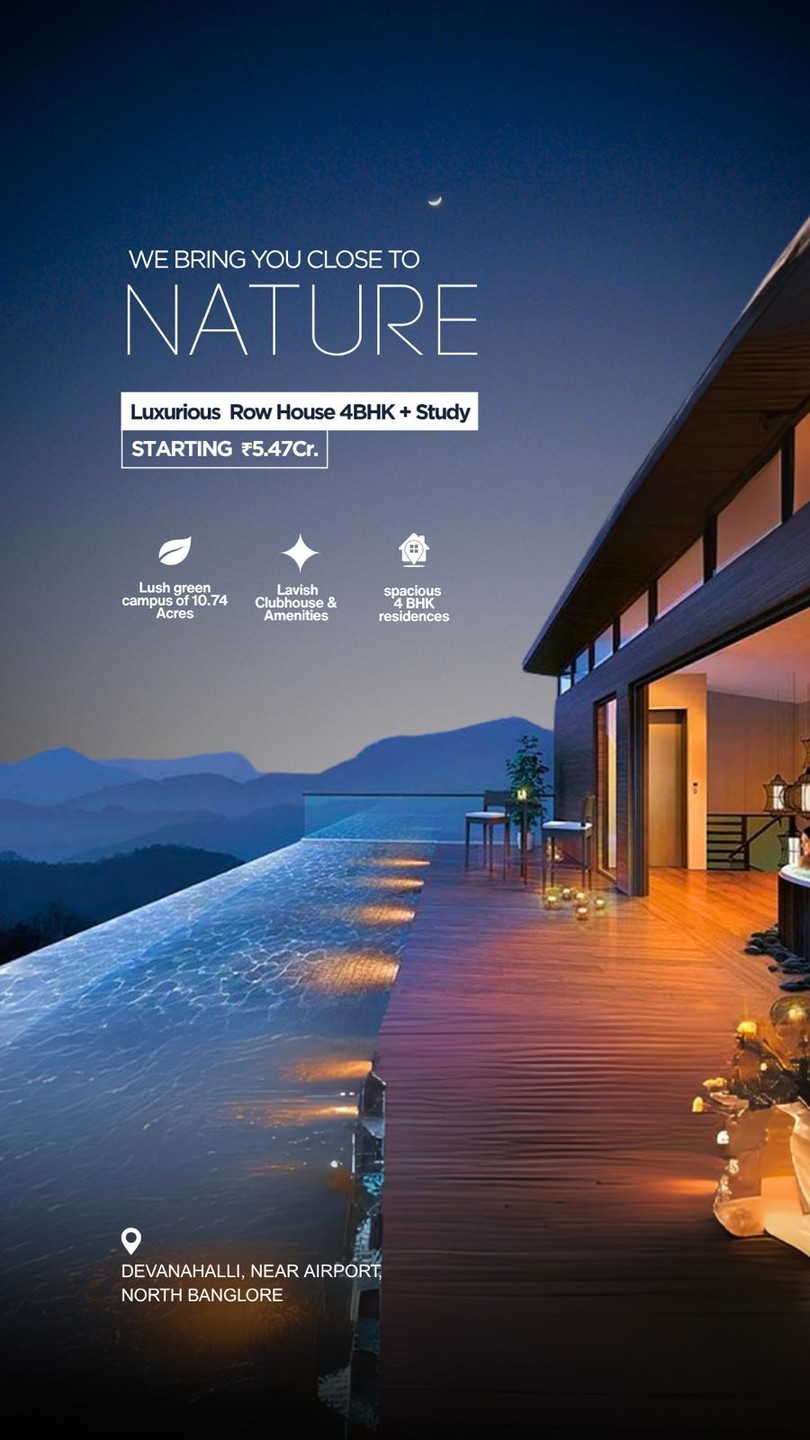 WE BRING YOU CLOSE TO
NATURE
Luxurious Row House 4BHK + Study
STARTING ₹5.47Cr.
Lush green
campus of 10.74
Acres
Lavish
Clubhouse &
Amenities
spacious
4 BHK
residences
DEVANAHALLI, NEAR AIRPORT,
NORTH BANGLORE